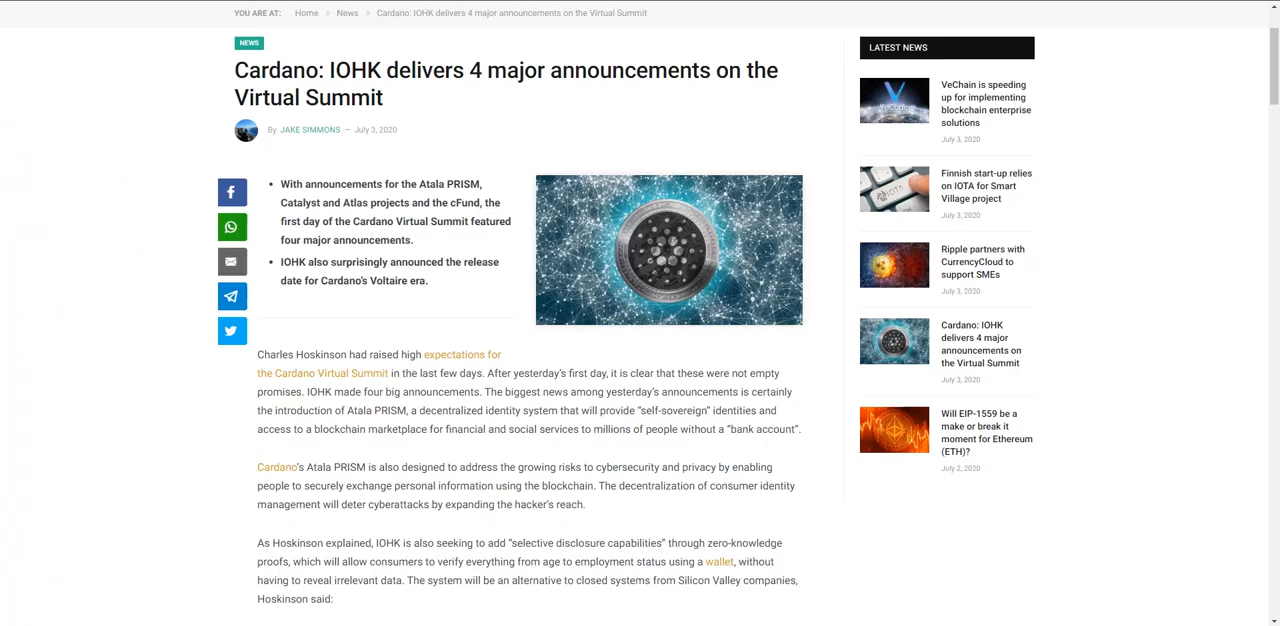 YOU ARE AT: Home » News » Cardano: IOHK delivers 4 major announcements on the Virtual Summit
NEWS
Cardano: IOHK delivers 4 major announcements on the
Virtual Summit
By JAKE SIMMONS — July 3, 2020
• With announcements for the Atala PRISM,
Catalyst and Atlas projects and the cFund, the
first day of the Cardano Virtual Summit featured
four major announcements.
• IOHK also surprisingly announced the release
date for Cardano's Voltaire era.
Charles Hoskinson had raised high expectations for
the Cardano Virtual Summit in the last few days. After yesterday's first day, it is clear that these were not empty
promises. IOHK made four big announcements. The biggest news among yesterday's announcements is certainly
the introduction of Atala PRISM, a decentralized identity system that will provide "self-sovereign" identities and
access to a blockchain marketplace for financial and social services to millions of people without a "bank account".
Cardano's Atala PRISM is also designed to address the growing risks to cybersecurity and privacy by enabling
people to securely exchange personal information using the blockchain. The decentralization of consumer identity
management will deter cyberattacks by expanding the hacker's reach.
As Hoskinson explained, IOHK is also seeking to add "selective disclosure capabilities" through zero-knowledge
proofs, which will allow consumers to verify everything from age to employment status using a wallet, without
having to reveal irrelevant data. The system will be an alternative to closed systems from Silicon Valley companies,
Hoskinson said:
LATEST NEWS
VeChain is speeding
up for implementing
blockchain enterprise
solutions
July 3, 2020
Finnish start-up relies
on IOTA for Smart
Village project
July 3, 2020
IOTA
Ripple partners with
CurrencyCloud to
support SMEs
July 3, 2020
Cardano: IOHK
delivers 4 major
announcements on
the Virtual Summit
July 3, 2020
Will EIP-1559 be a
make or break it
moment for Ethereum
(ETH)?
July 2, 2020